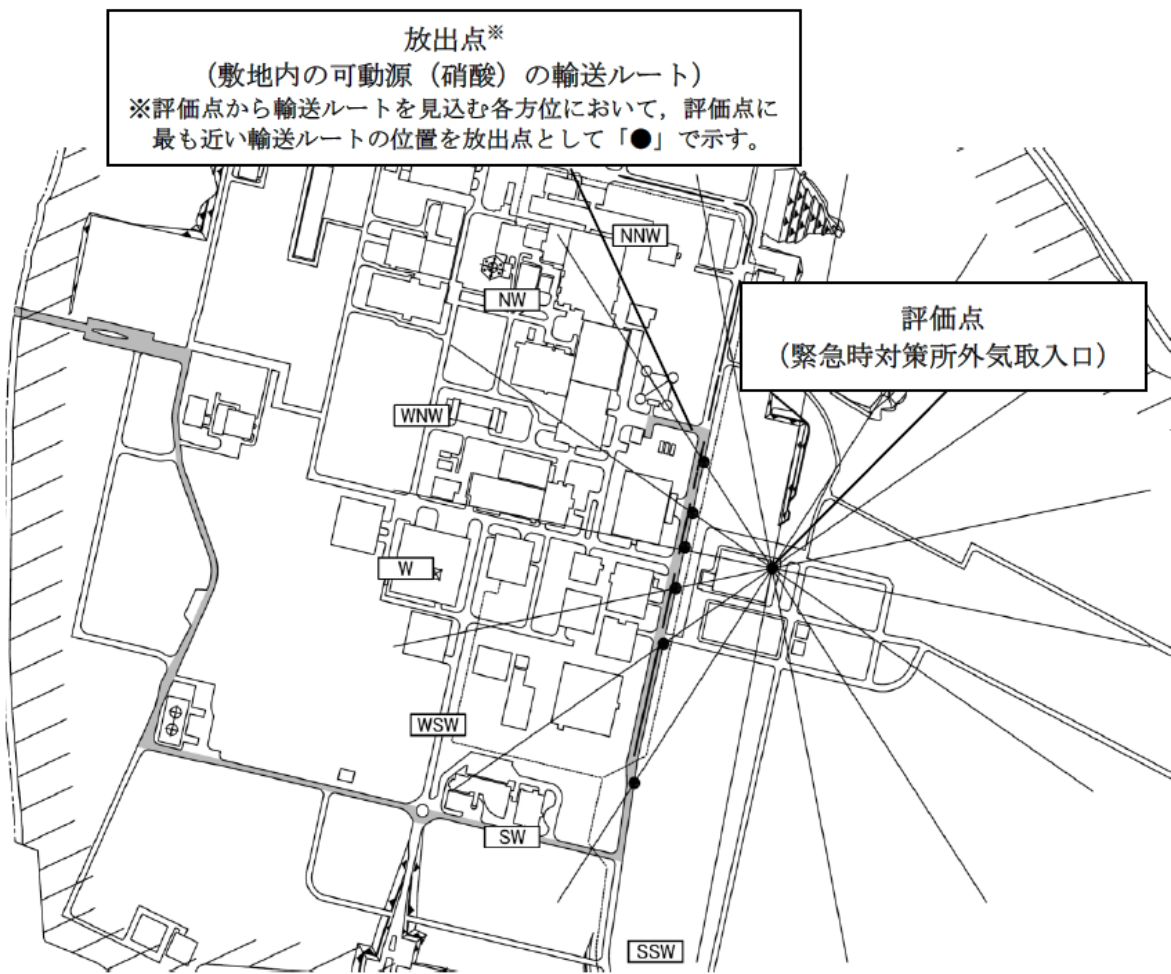 放出点※
（敷地内の可動源（硝酸）の輸送ルート）
※評価点から輸送ルートを見込む各方位において，評価点に
最も近い輸送ルートの位置を放出点として「●」で示す。
NNW
NW
評価点
（緊急時対策所外気取入口）
WNW
W
WSW
SW
SSW